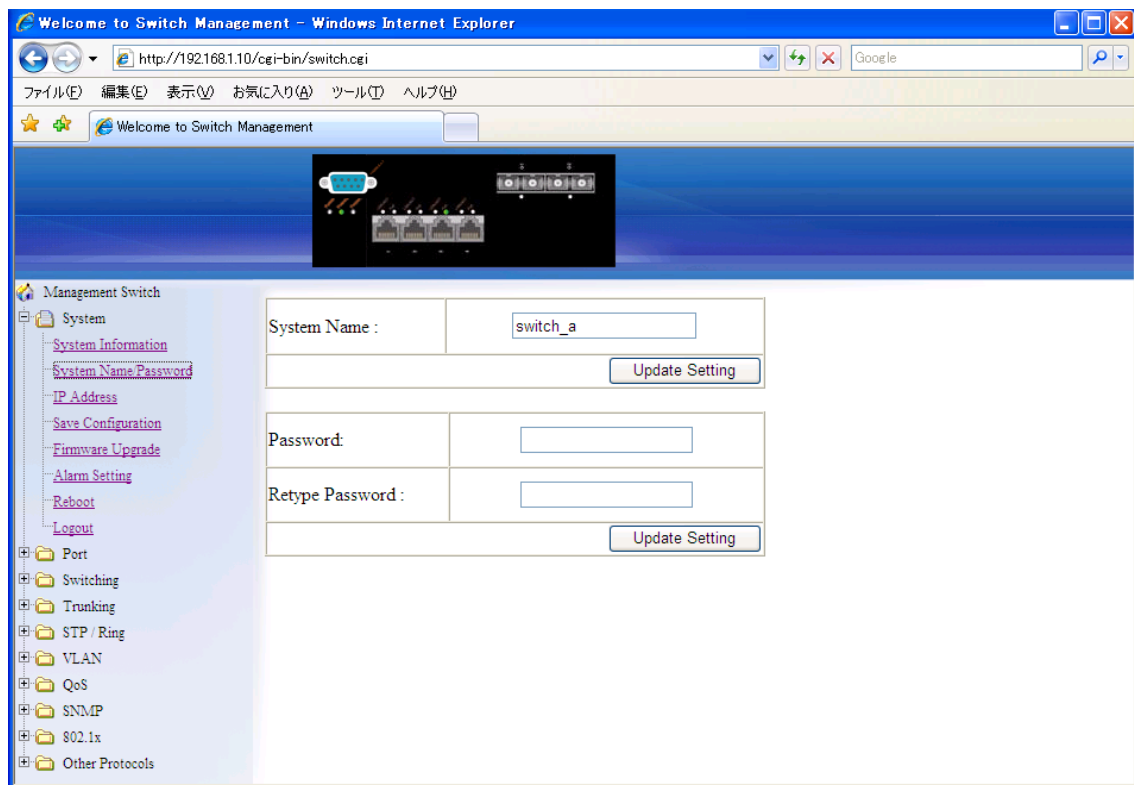 Welcome to Switch Management - Windows Internet Explorer
http://192.168.1.10/cgi-bin/switch.cgi
Google
ファイル(F) 編集(E) 表示(V) お気に入り(A) ツール(T) ヘルプ(H)
Welcome to Switch Management
Management Switch
System
System Information
System Name/Password
IP Address
Save Configuration
Firmware Upgrade
Alarm Setting
Reboot
Logout
Port
Switching
Trunking
STP / Ring
VLAN
QoS
SNMP
802.1x
Other Protocols
System Name : switch_a
Update Setting
Password:
Retype Password :
Update Setting